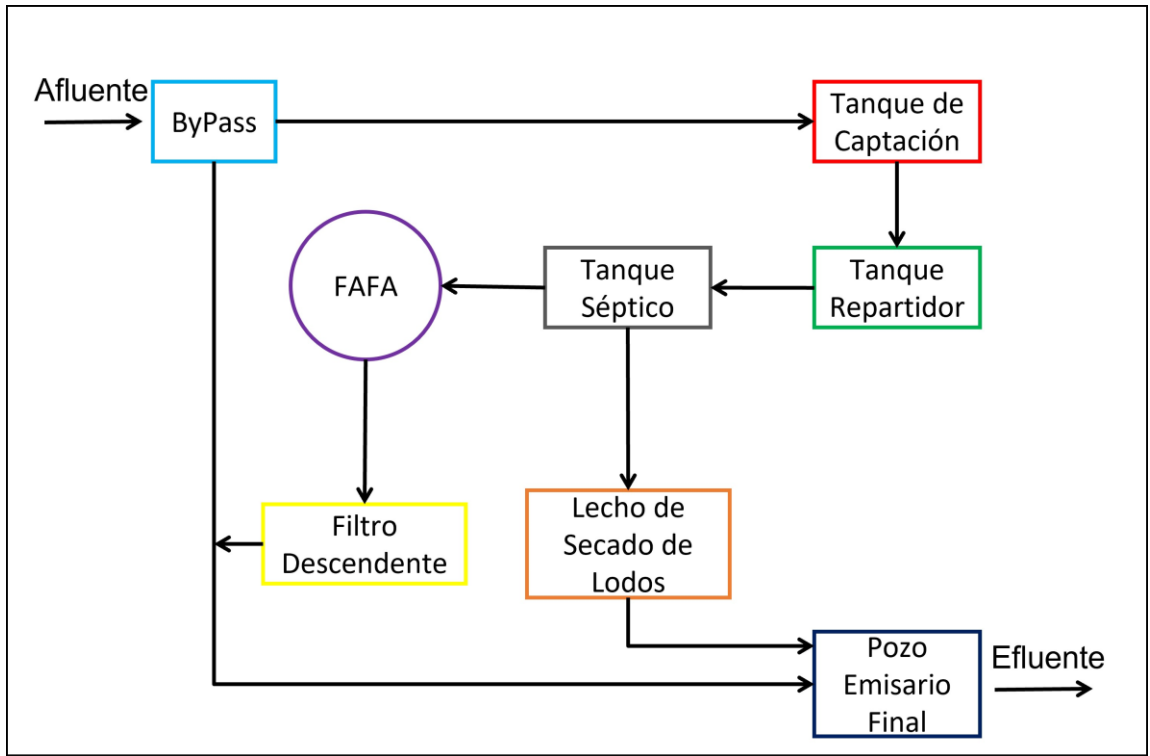 Afluente
ByPass
Tanque de
Captación
FAFA
Tanque
Séptico
Tanque
Repartidor
Filtro
Descendente
Lecho de
Secado de
Lodos
Pozo
Emisario
Final
Efluente